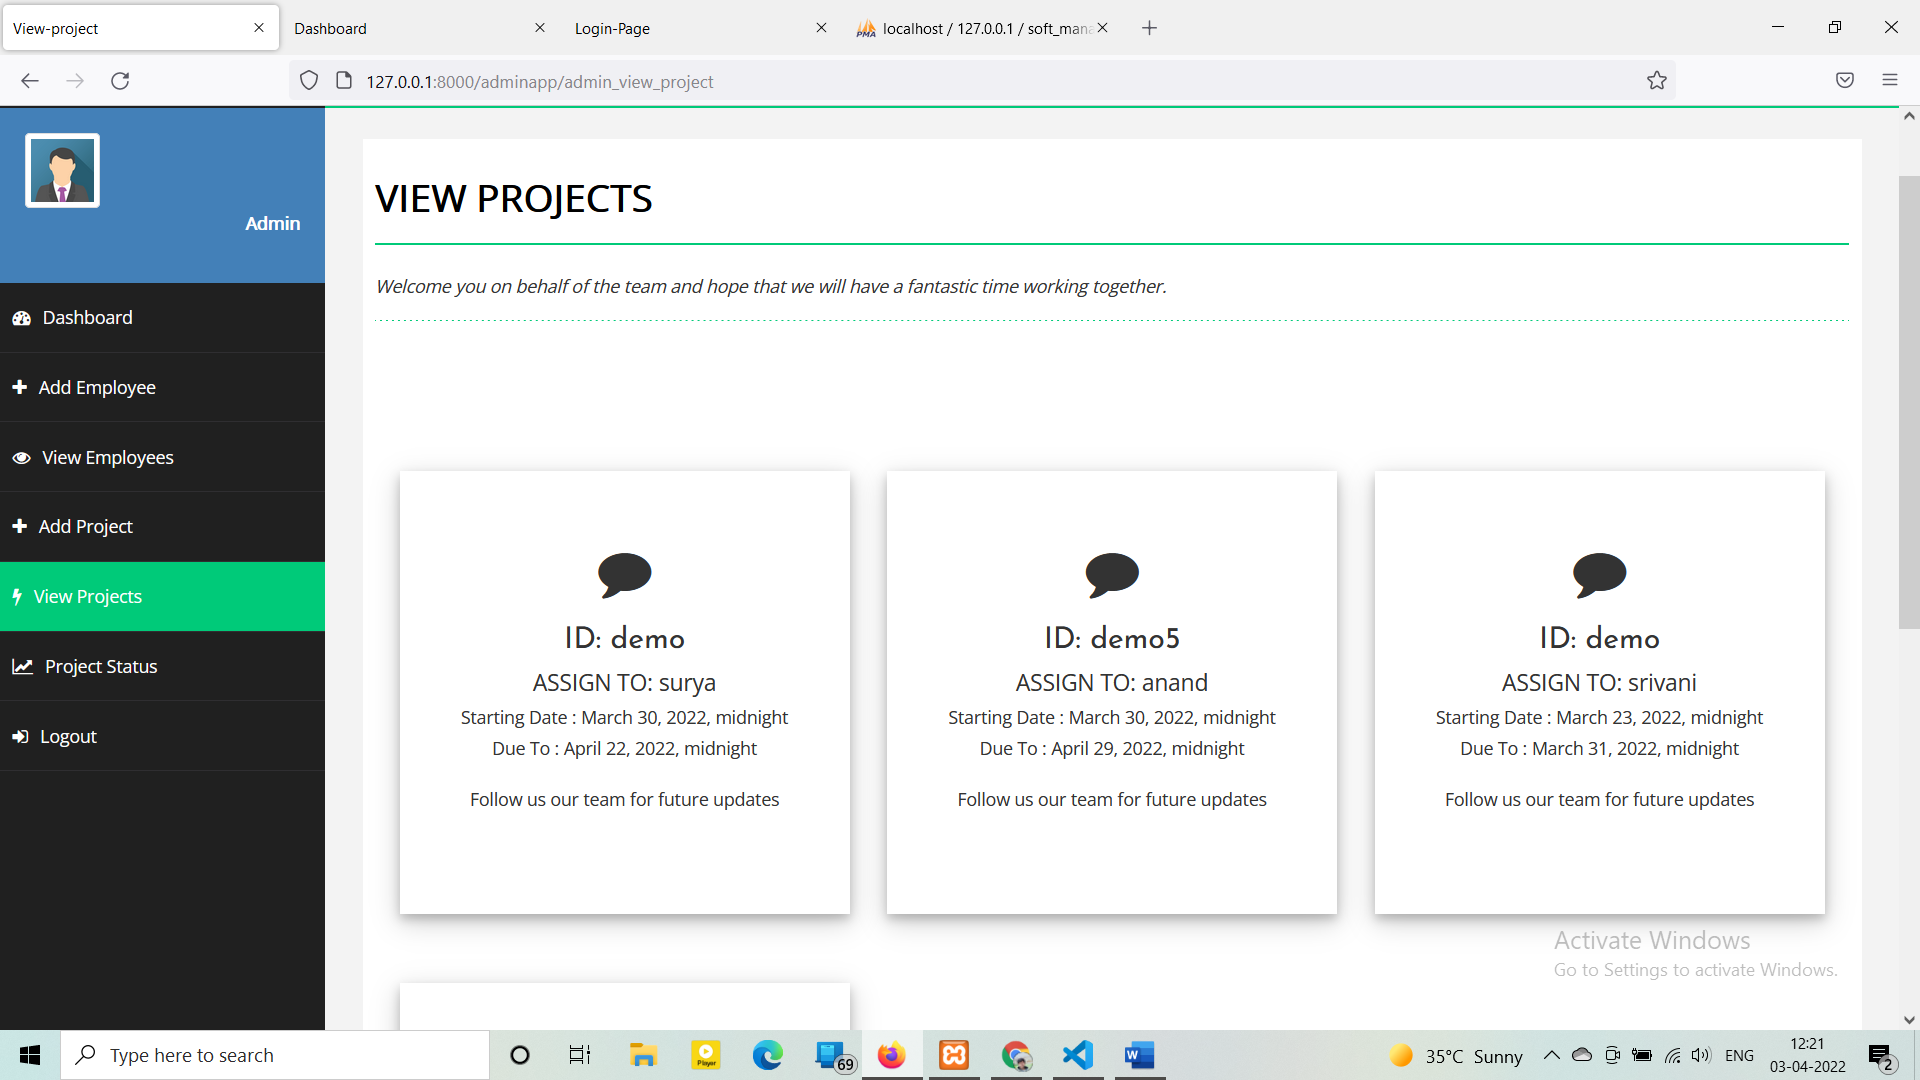 View-project
Dashboard
Login-Page
localhost / 127.0.0.1 / soft_mana
127.0.0.1:8000/adminapp/admin_view_project
Admin
Dashboard
Add Employee
View Employees
Add Project
View Projects
Project Status
Logout
VIEW PROJECTS
Welcome you on behalf of the team and hope that we will have a fantastic time working together.
ID: demo
ASSIGN TO: surya
Starting Date : March 30, 2022, midnight
Due To : April 22, 2022, midnight
Follow us our team for future updates
ID: demo5
ASSIGN TO: anand
Starting Date : March 30, 2022, midnight
Due To : April 29, 2022, midnight
Follow us our team for future updates
ID: demo
ASSIGN TO: srivani
Starting Date : March 23, 2022, midnight
Due To : March 31, 2022, midnight
Follow us our team for future updates
Activate Windows
Go to Settings to activate Windows.
Type here to search
Player
69
W
35°C Sunny
ENG
12:21
03-04-2022
2
PMA